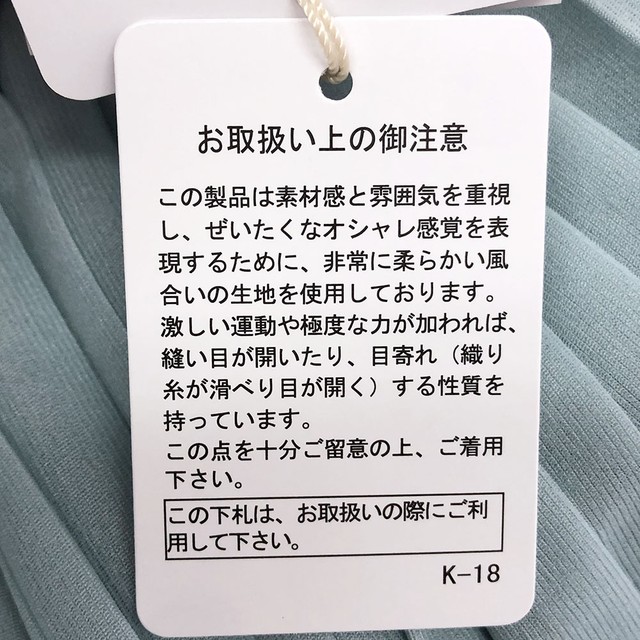 お取扱い上の御注意
この製品は素材感と雰囲気を重視
し、ぜいたくなオシャレ感覚を表
現するために、非常に柔らかい風
合いの生地を使用しております。
激しい運動や極度な力が加われば、
縫い目が開いたり、目寄れ（織り
糸が滑べり目が開く）する性質を
持っています。
この点を十分ご留意の上、ご着用
下さい。
この下札は、お取扱いの際にご利
用して下さい。
K-18